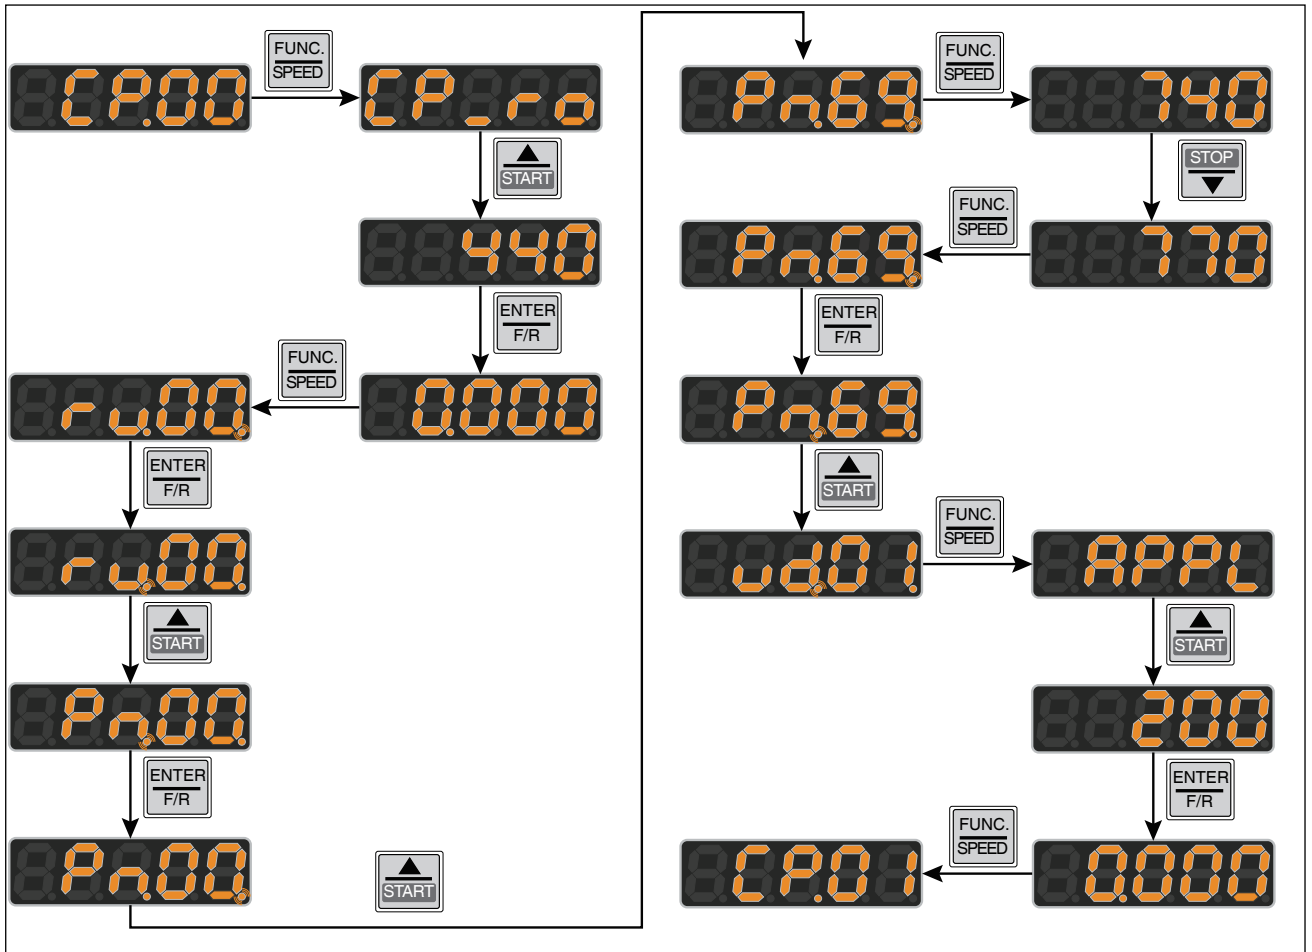 CP.00
FUNC.
SPEED
CP_ro
START
440
ENTER
F/R
0.000
FUNC.
SPEED
ru.00.
ENTER
F/R
ru.00.
START
Pn.00.
ENTER
F/R
Pn.00.
START
Pn.69.
FUNC.
SPEED
740
STOP
770
FUNC.
SPEED
Pn.69.
ENTER
F/R
Pn.69.
START
ud.01.
FUNC.
SPEED
APPL
START
200
ENTER
F/R
0.000
FUNC.
SPEED
CP.01